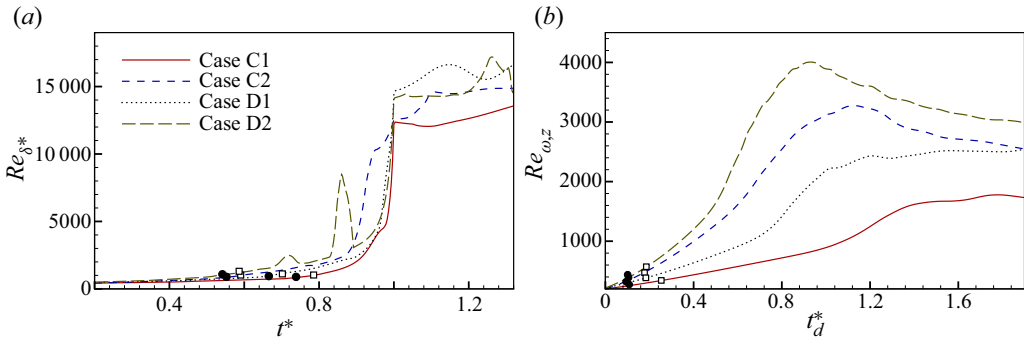 (a)
(b)
Case C1
Case C2
Case D1
Case D2
15 000
10 000
5000
0
0.4
0.8
1.2
Re_δ*
t*
4000
3000
2000
1000
0
0.4
0.8
1.2
1.6
Re_ω,z
t*_d